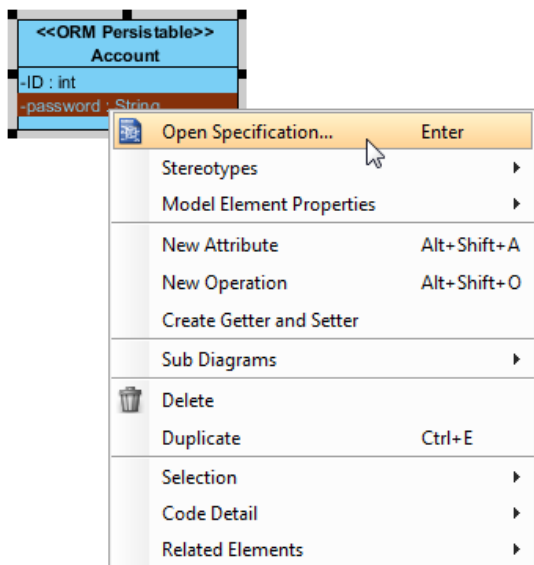 <<ORM Persistable>>
Account
-ID : int
-password : String
Open Specification... Enter
Stereotypes
Model Element Properties
New Attribute Alt+Shift+A
New Operation Alt+Shift+O
Create Getter and Setter
Sub Diagrams
Delete
Duplicate Ctrl+E
Selection
Code Detail
Related Elements